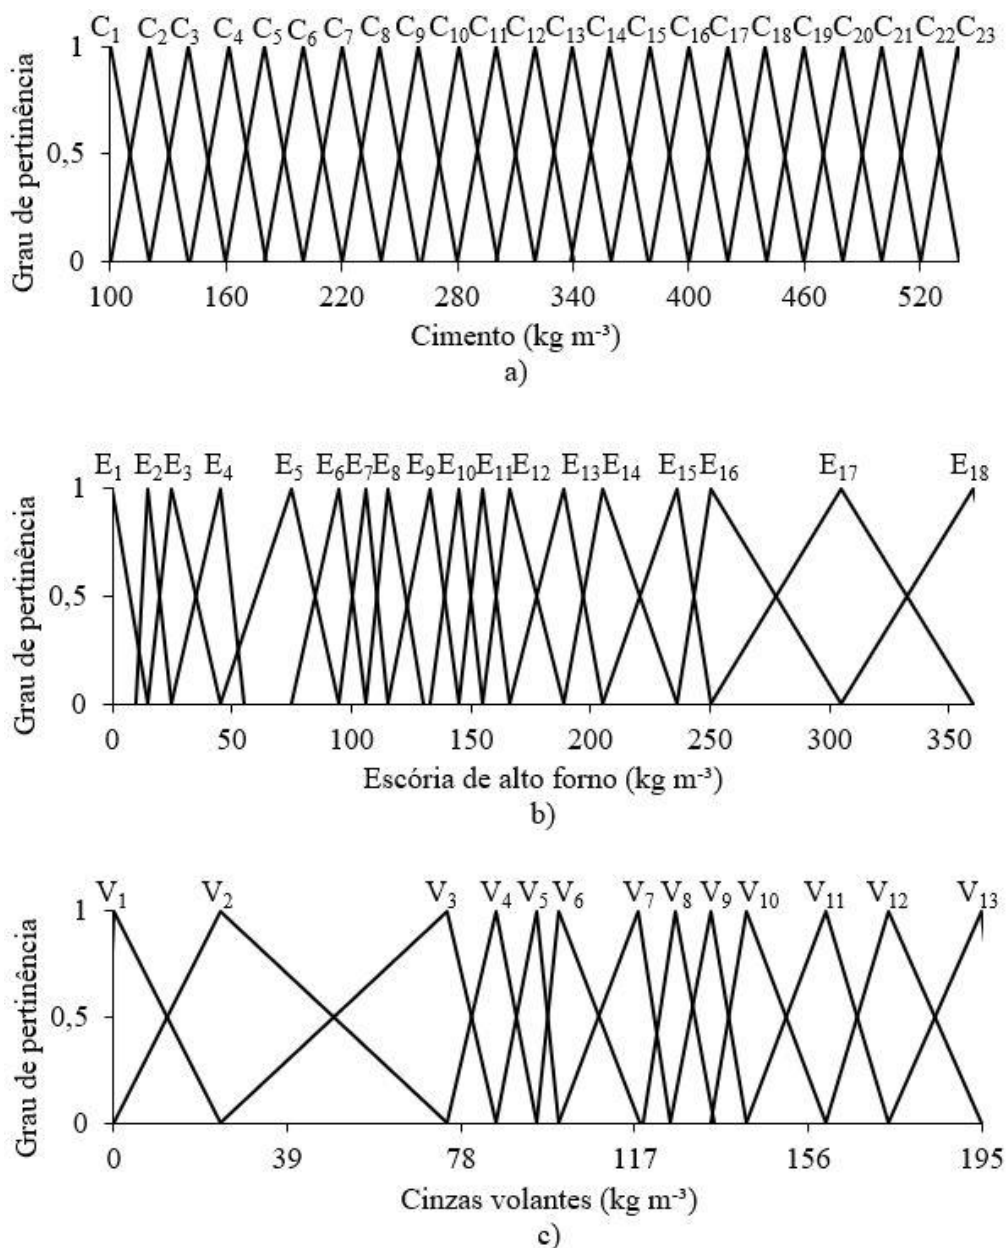 C₁ C₂ C₃ C₄ C₅ C₆ C₇ C₈ C₉ C₁₀ C₁₁ C₁₂ C₁₃ C₁₄ C₁₅ C₁₆ C₁₇ C₁₈ C₁₉ C₂₀ C₂₁ C₂₂ C₂₃
1
0,5
0
Grau de pertinência
100 160 220 280 340 400 460 520
Cimento (kg m⁻³)
a)
E₁ E₂ E₃ E₄ E₅ E₆ E₇ E₈ E₉ E₁₀ E₁₁ E₁₂ E₁₃ E₁₄ E₁₅ E₁₆ E₁₇ E₁₈
1
0,5
0
Grau de pertinência
0 50 100 150 200 250 300 350
Escória de alto forno (kg m⁻³)
b)
V₁ V₂ V₃ V₄ V₅ V₆ V₇ V₈ V₉ V₁₀ V₁₁ V₁₂ V₁₃
1
0,5
0
Grau de pertinência
0 39 78 117 156 195
Cinzas volantes (kg m⁻³)
c)